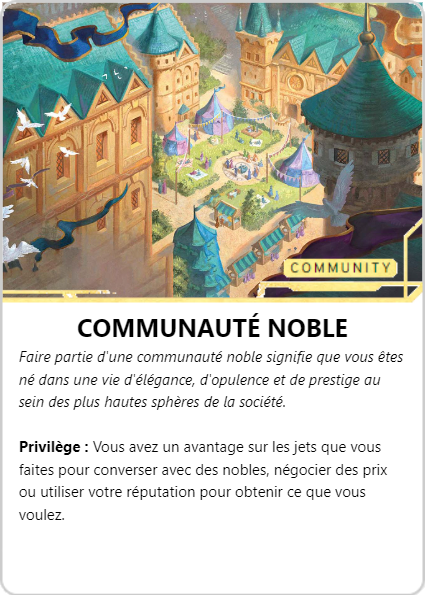 COMMUNITY
COMMUNAUTÉ NOBLE
Faire partie d'une communauté noble signifie que vous êtes
né dans une vie d'élégance, d'opulence et de prestige au
sein des plus hautes sphères de la société.
Privilège : Vous avez un avantage sur les jets que vous
faites pour converser avec des nobles, négocier des prix
ou utiliser votre réputation pour obtenir ce que vous
voulez.